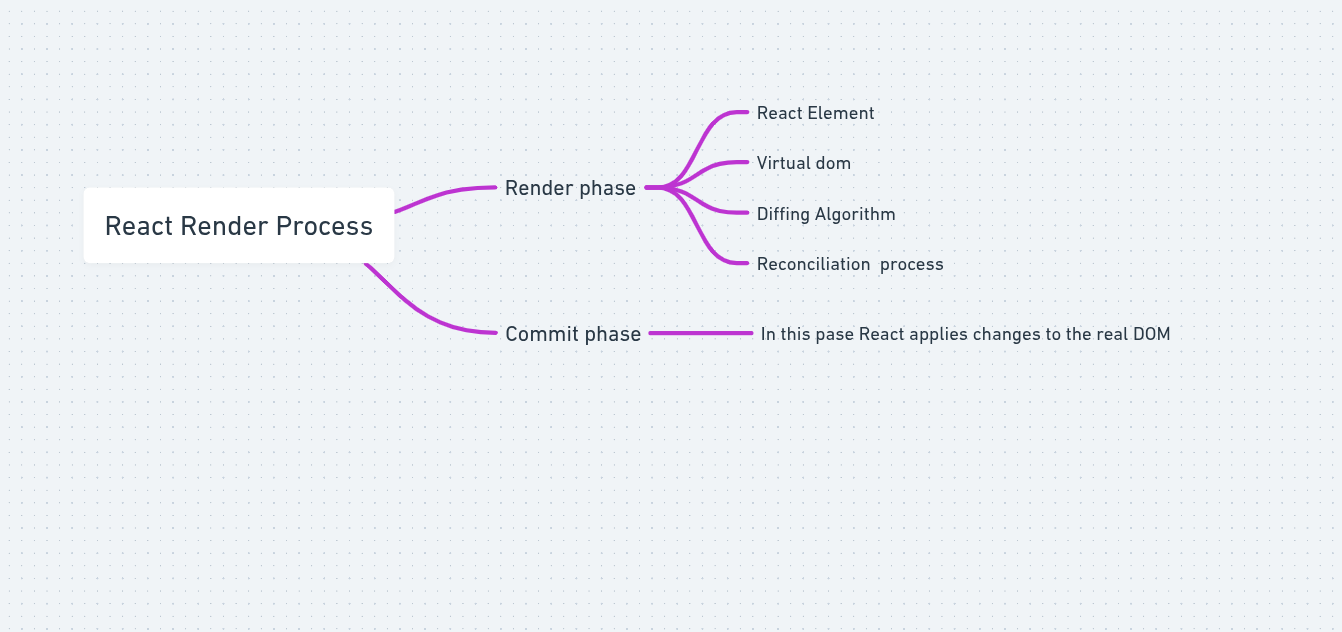 React Render Process
Render phase
React Element
Virtual dom
Diffing Algorithm
Reconciliation  process
Commit phase
In this pase React applies changes to the real DOM